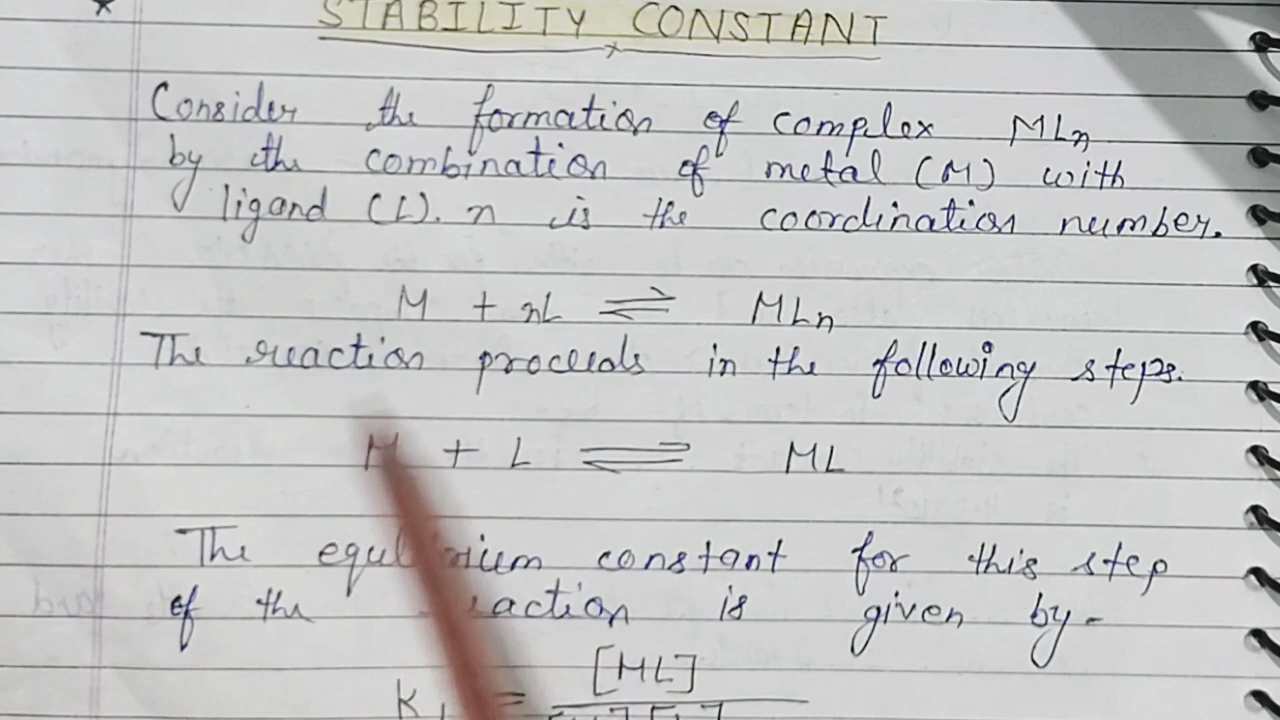 STABILITY CONSTANT
Consider the formation of complex MLn
by the combination of metal (M) with
ligand (L). n is the coordination number.
M + nL ⇌ MLn
The reaction proceeds in the following steps.
M + L ⇌ ML
The constant for this step
of the is given by-
K1 = [ML]